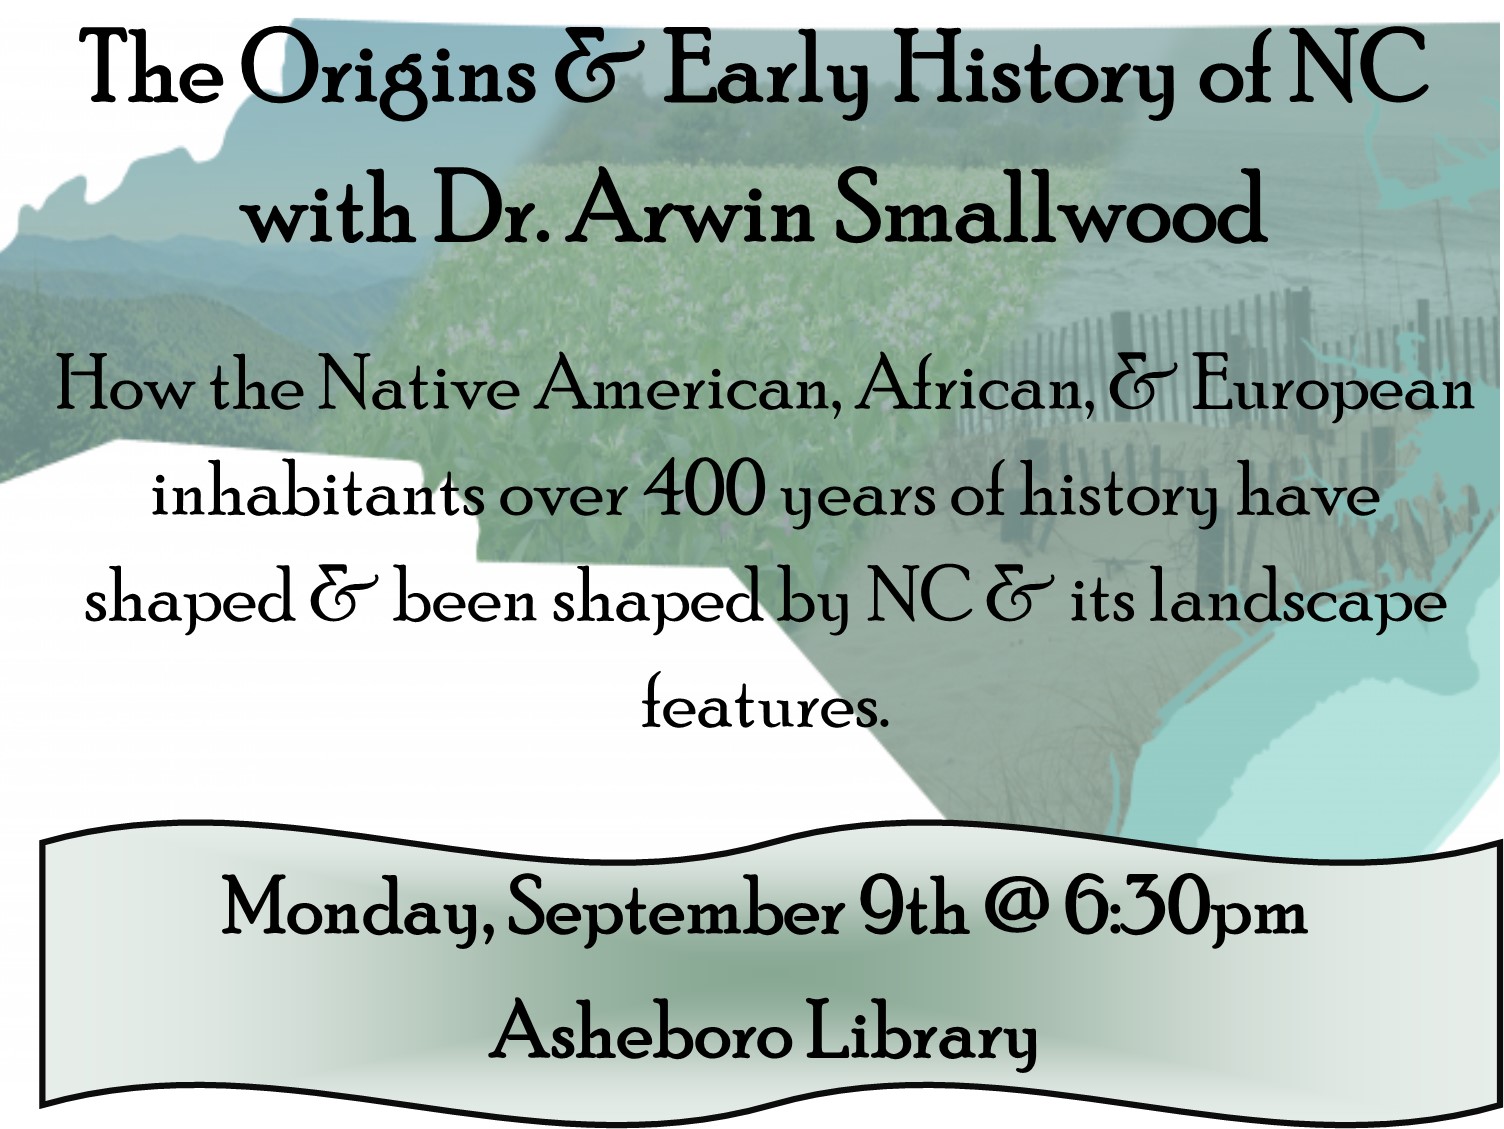 The Origins & Early History of NC
with Dr. Arwin Smallwood
How the Native American, African, & European
inhabitants over 400 years of history have
shaped & been shaped by NC & its landscape
features.
Monday, September 9th @ 6:30pm
Asheboro Library